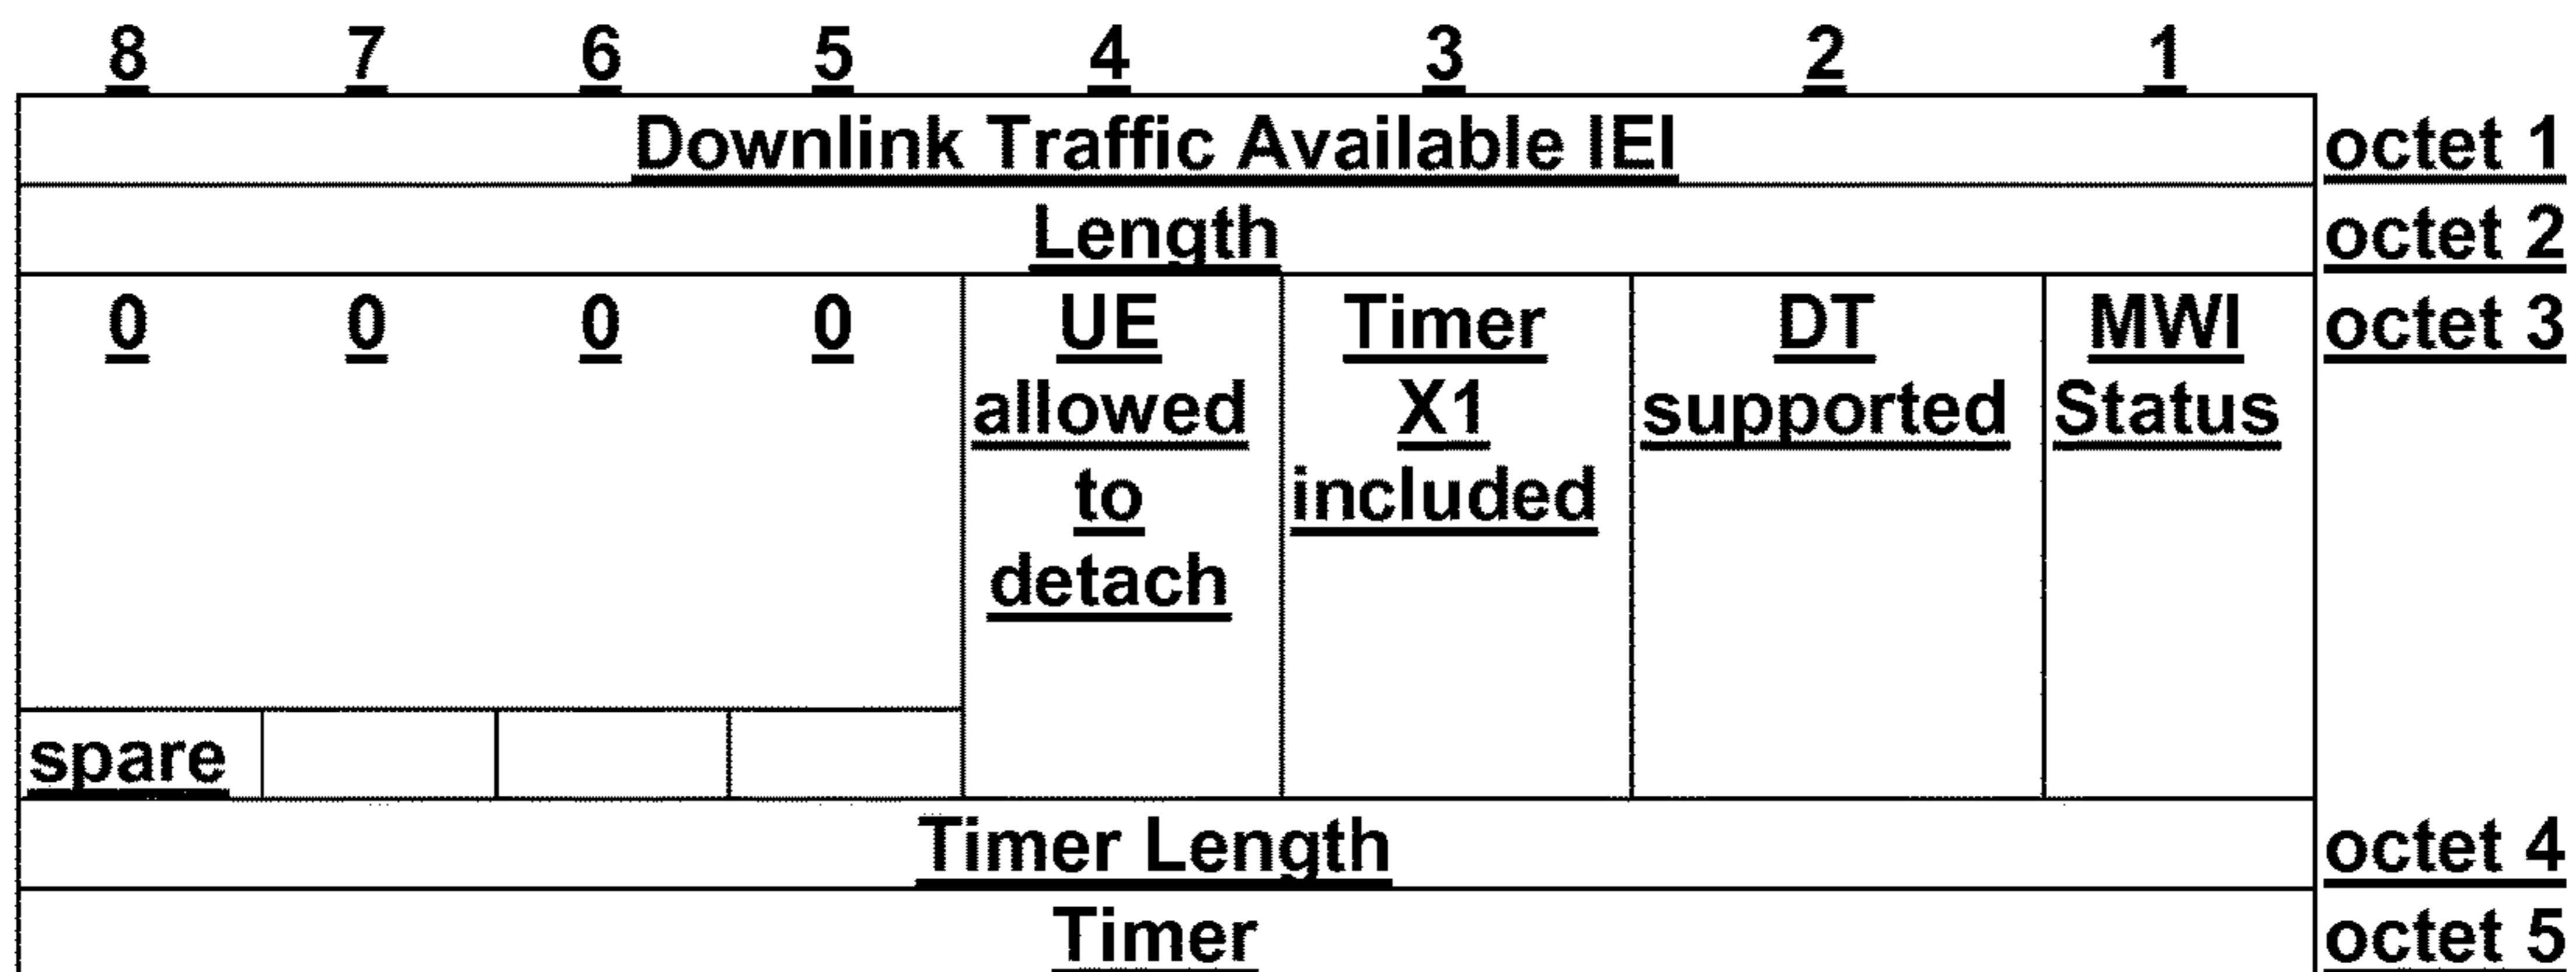 8 7 6 5 4 3 2 1
Downlink Traffic Available IEI octet 1
Length octet 2
0 0 0 0 UE Timer DT MWI octet 3
allowed X1 supported Status
to included
detach
spare
Timer Length octet 4
Timer octet 5